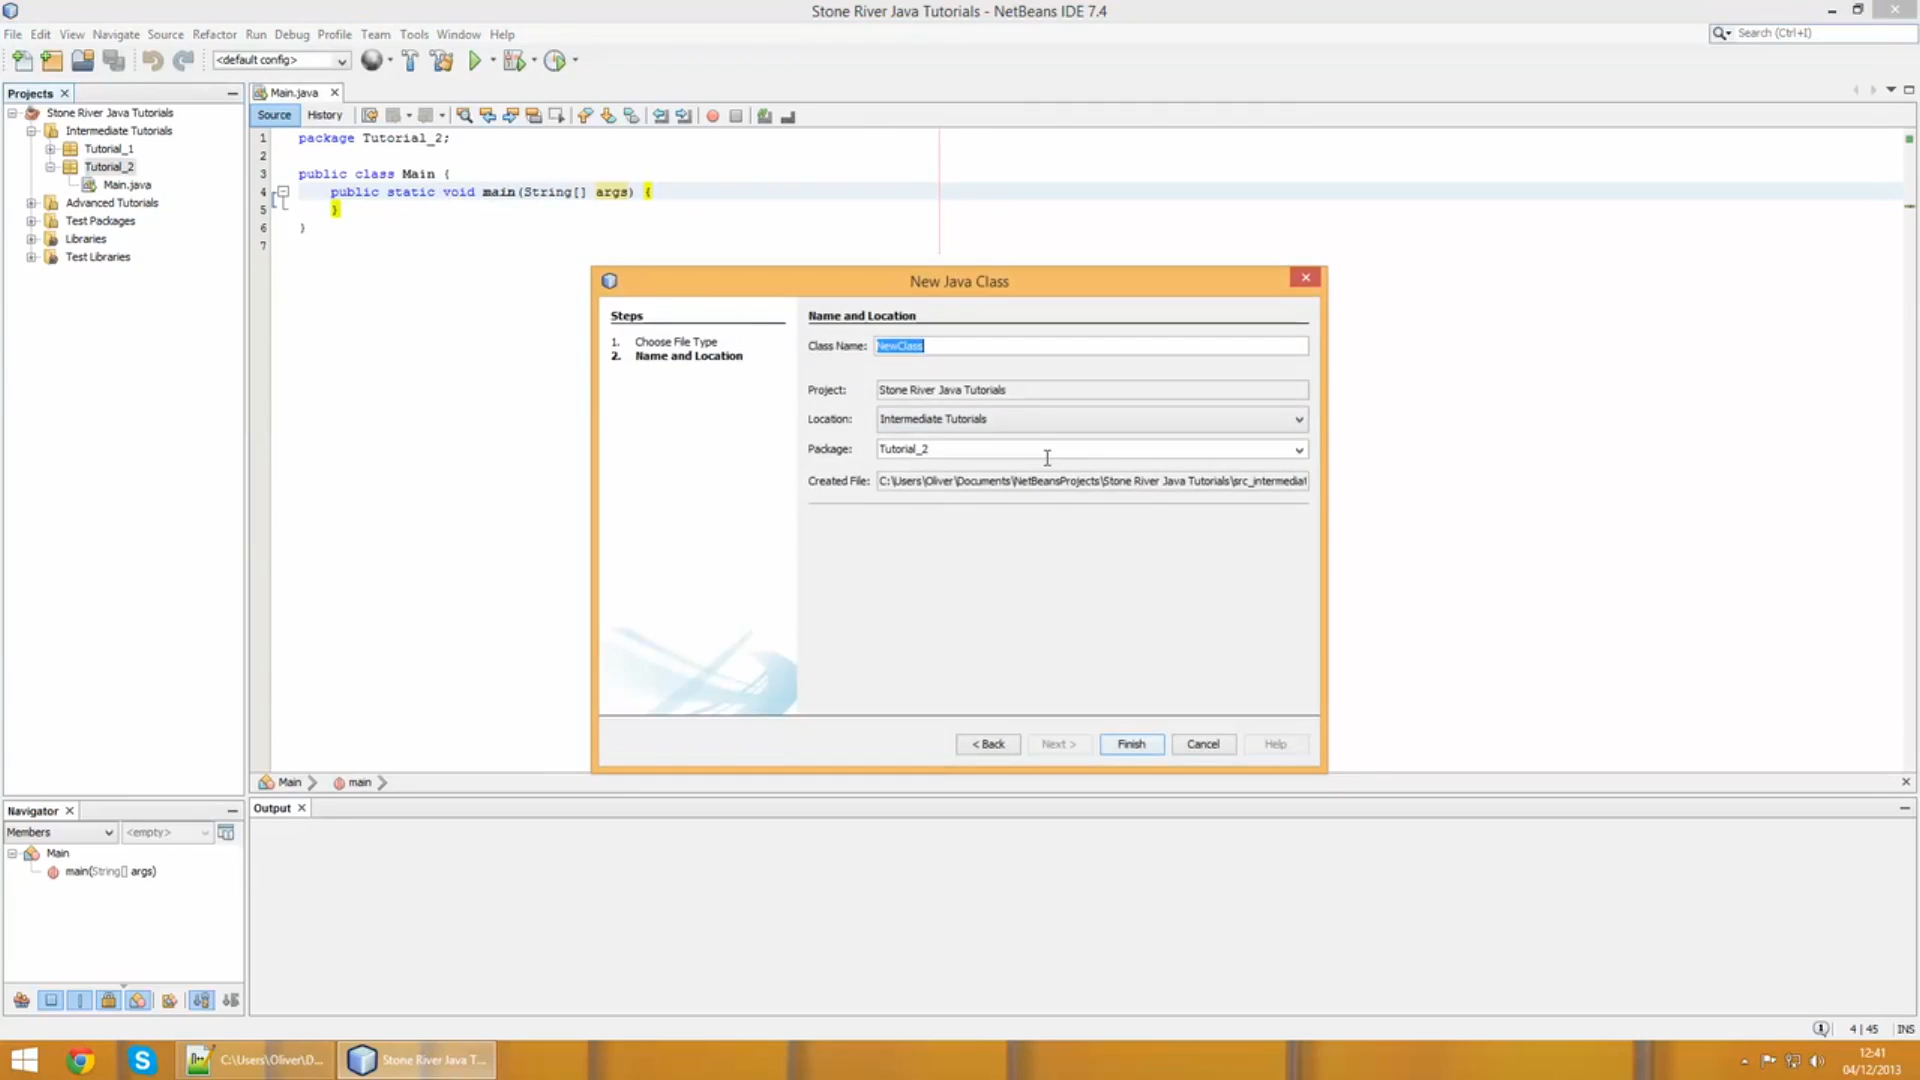 Stone River Java Tutorials - NetBeans IDE 7.4
File Edit View Navigate Source Refactor Run Debug Profile Team Tools Window Help
Search (Ctrl+I)
<default config>
Projects
Main.java
Stone River Java Tutorials
Source History
Intermediate Tutorials
Tutorial_1
Tutorial_2
Main.java
Advanced Tutorials
Test Packages
Libraries
Test Libraries
1 package Tutorial_2;
2
3 public class Main {
4 public static void main(String[] args) {
5 }
6 }
7
New Java Class
Steps
1. Choose File Type
2. Name and Location
Name and Location
Class Name: NewClass
Project: Stone River Java Tutorials
Location: Intermediate Tutorials
Package: Tutorial_2
Created File: C:\Users\Oliver\Documents\NetBeansProjects\Stone River Java Tutorials\src_intermediat
< Back Next > Finish Cancel Help
Main main
Navigator
Output
Members <empty>
Main
main(String[] args)
1 4|45 INS
C:\Users\Oliver\D...
Stone River Java T...
12:41
04/12/2013